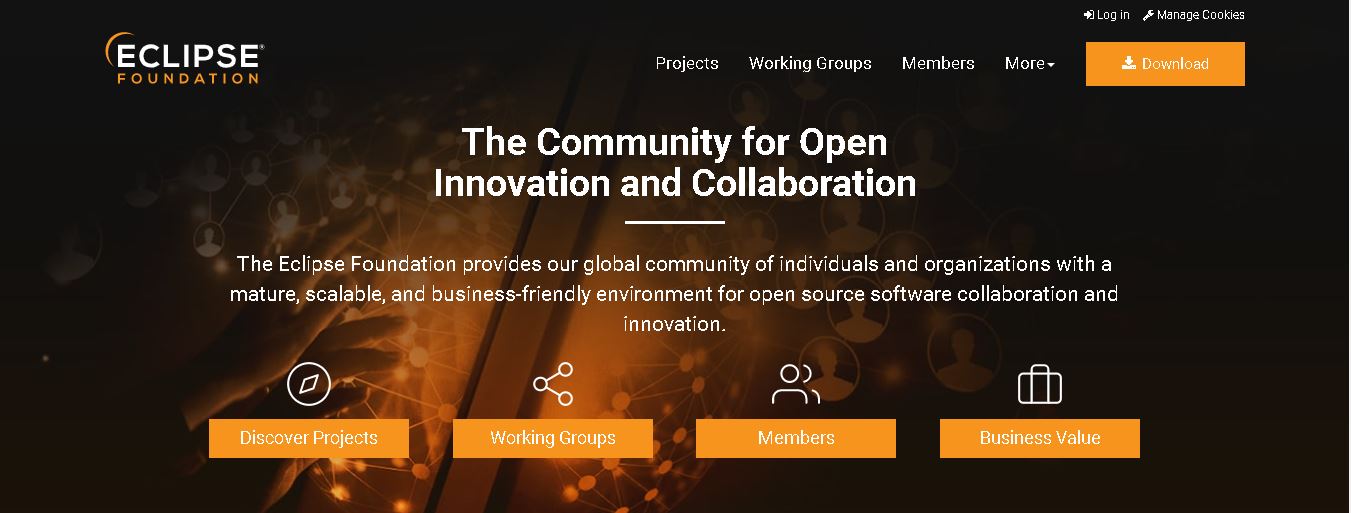 Log in Manage Cookies
ECLIPSE®
FOUNDATION
Projects Working Groups Members More Download
The Community for Open
Innovation and Collaboration
The Eclipse Foundation provides our global community of individuals and organizations with a
mature, scalable, and business-friendly environment for open source software collaboration and
innovation.
Discover Projects Working Groups Members Business Value